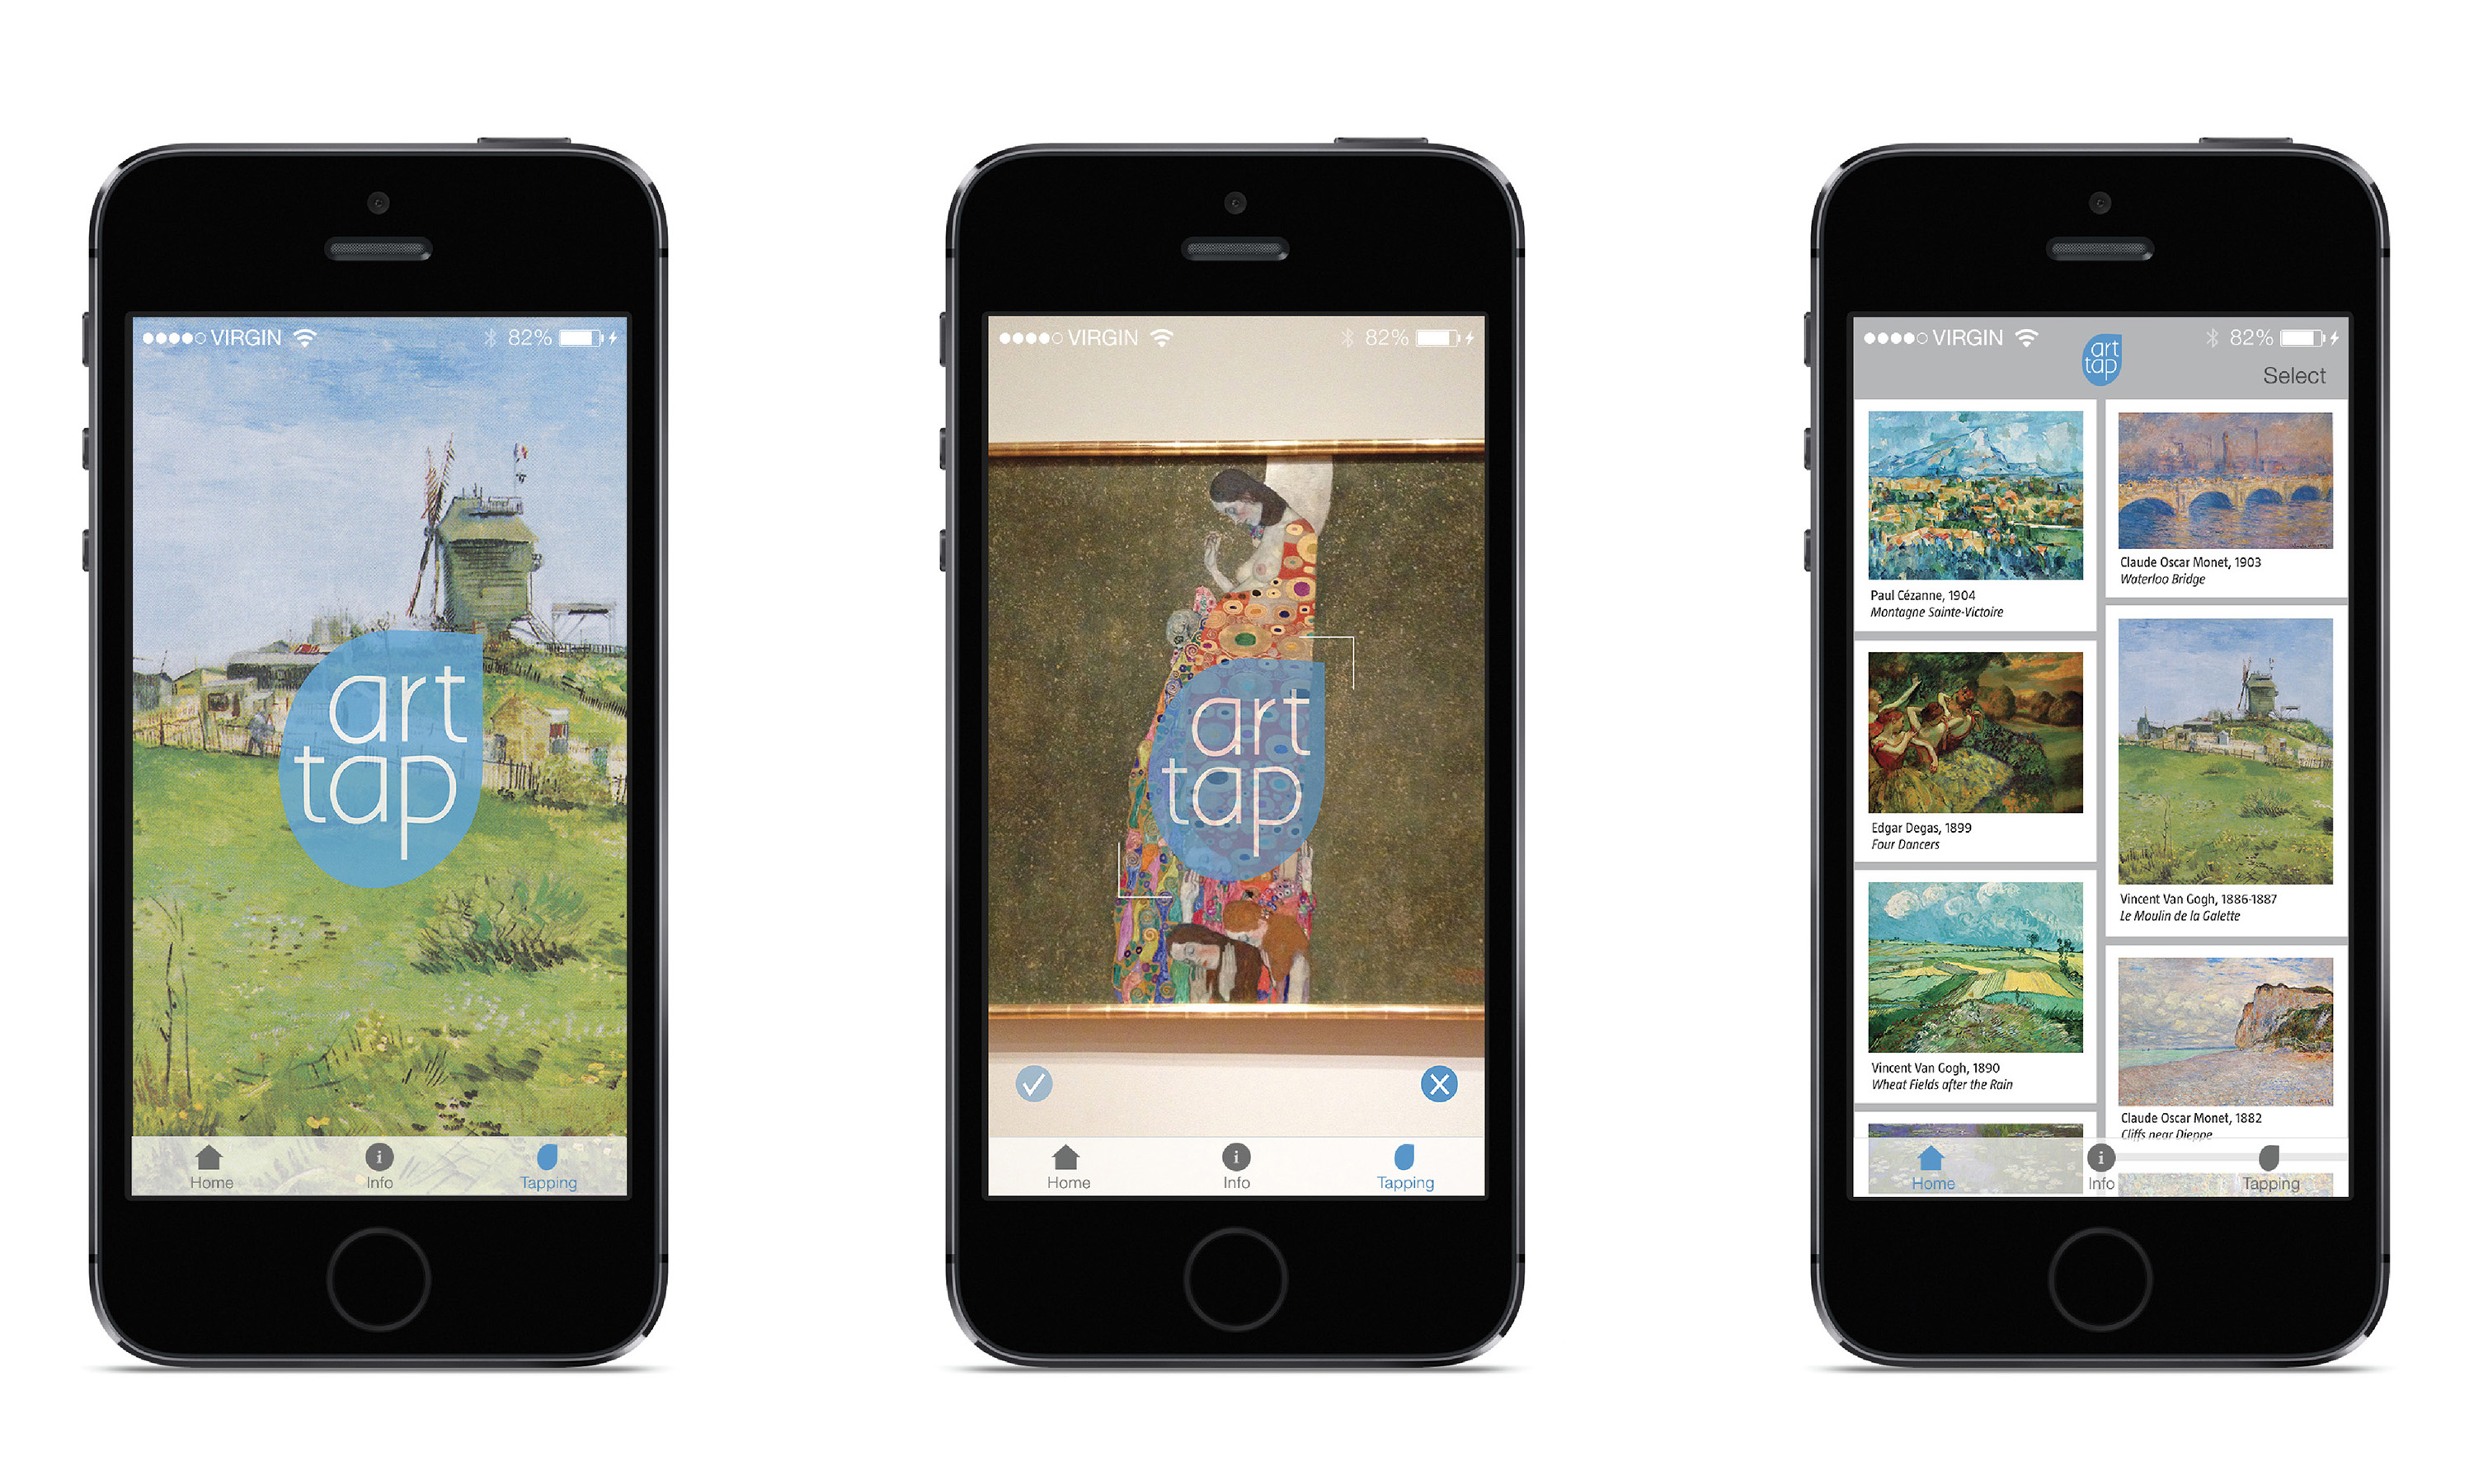 VIRGIN 82%
art
tap
Home Info Tapping
VIRGIN 82%
art
tap
Home Info Tapping
VIRGIN 82%
art
tap
Select
Paul Cézanne, 1904
Montagne Sainte-Victoire
Edgar Degas, 1899
Four Dancers
Vincent Van Gogh, 1890
Wheat Fields after the Rain
Claude Oscar Monet, 1903
Waterloo Bridge
Vincent Van Gogh, 1886-1887
Le Moulin de la Galette
Claude Oscar Monet, 1882
Cliffs near Dieppe
Home Info Tapping